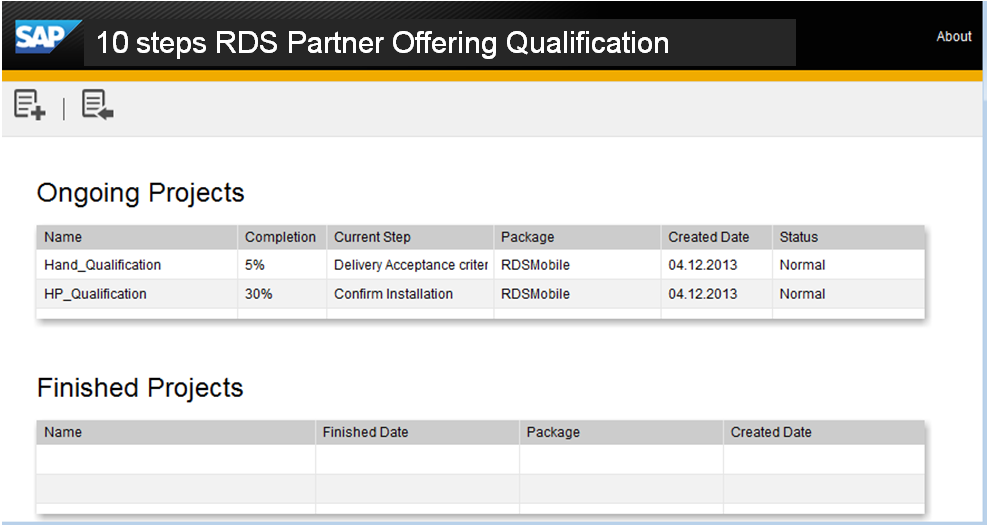 SAP
10 steps RDS Partner Offering Qualification
About
Ongoing Projects
Name Completion Current Step Package Created Date Status
Hand_Qualification 5% Delivery Acceptance criter RDSMobile 04.12.2013 Normal
HP_Qualification 30% Confirm Installation RDSMobile 04.12.2013 Normal
Finished Projects
Name Finished Date Package Created Date